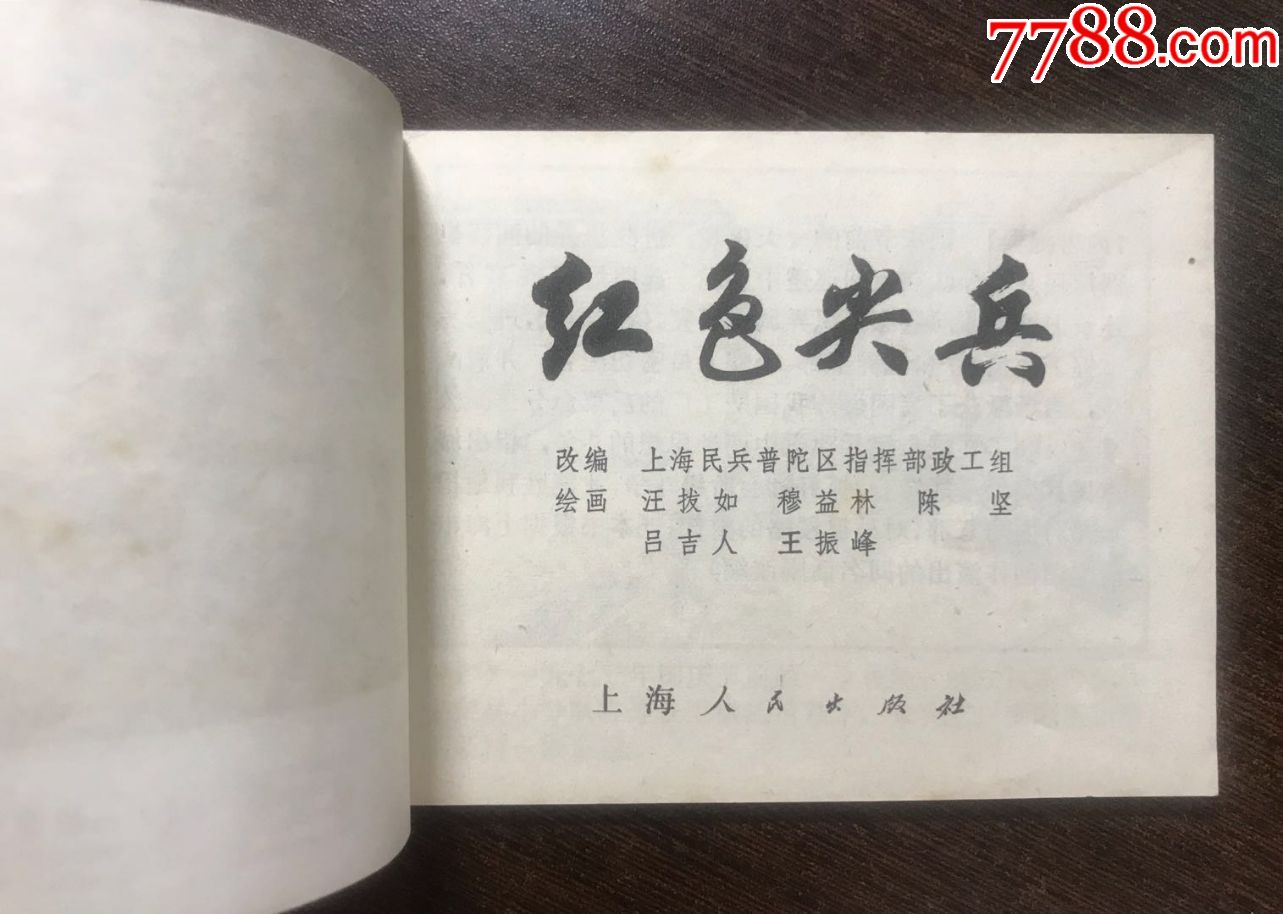 7788.com
红色尖兵
改编 上海民兵普陀区指挥部政工组
绘画 汪拔如 穆益林 陈坚
吕吉人 王振峰
上海人民出版社